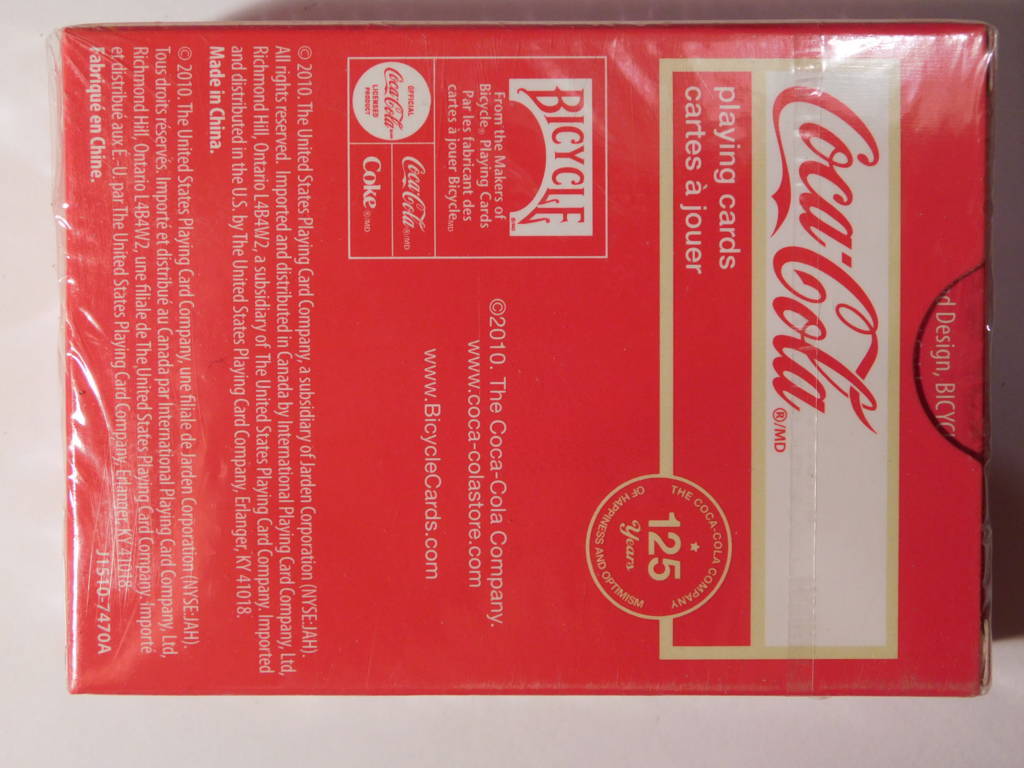 d Design, BICYCL
Coca-Cola ®/MD
playing cards
cartes à jouer
THE COCA-COLA COMPANY
125
Years
OF HAPPINESS AND OPTIMISM
BICYCLE
®/MD
From the Makers of
Bicycle® Playing Cards
Par les fabricant des
cartes à jouer BicycleMD
OFFICIAL
Coca-Cola
LICENSED
PRODUCT
Coca-Cola ®/MD
Coke ®/MD
©2010. The Coca-Cola Company.
www.coca-colastore.com
www.BicycleCards.com
© 2010. The United States Playing Card Company, a subsidiary of Jarden Corporation (NYSE:JAH).
All rights reserved. Imported and distributed in Canada by International Playing Card Company, Ltd,
Richmond Hill, Ontario L4B4W2, a subsidiary of The United States Playing Card Company. Imported
and distributed in the U.S. by The United States Playing Card Company, Erlanger, KY 41018.
Made in China.
© 2010. The United States Playing Card Company, une filiale de Jarden Corporation (NYSE:JAH).
Tous droits réservés. Importé et distribué au Canada par International Playing Card Company, Ltd,
Richmond Hill, Ontario L4B4W2, une filiale de The United States Playing Card Company. Importé
et distribué aux É.-U. par The United States Playing Card Company, Erlanger, KY 41018.
Fabriqué en Chine.
J1510-7470A